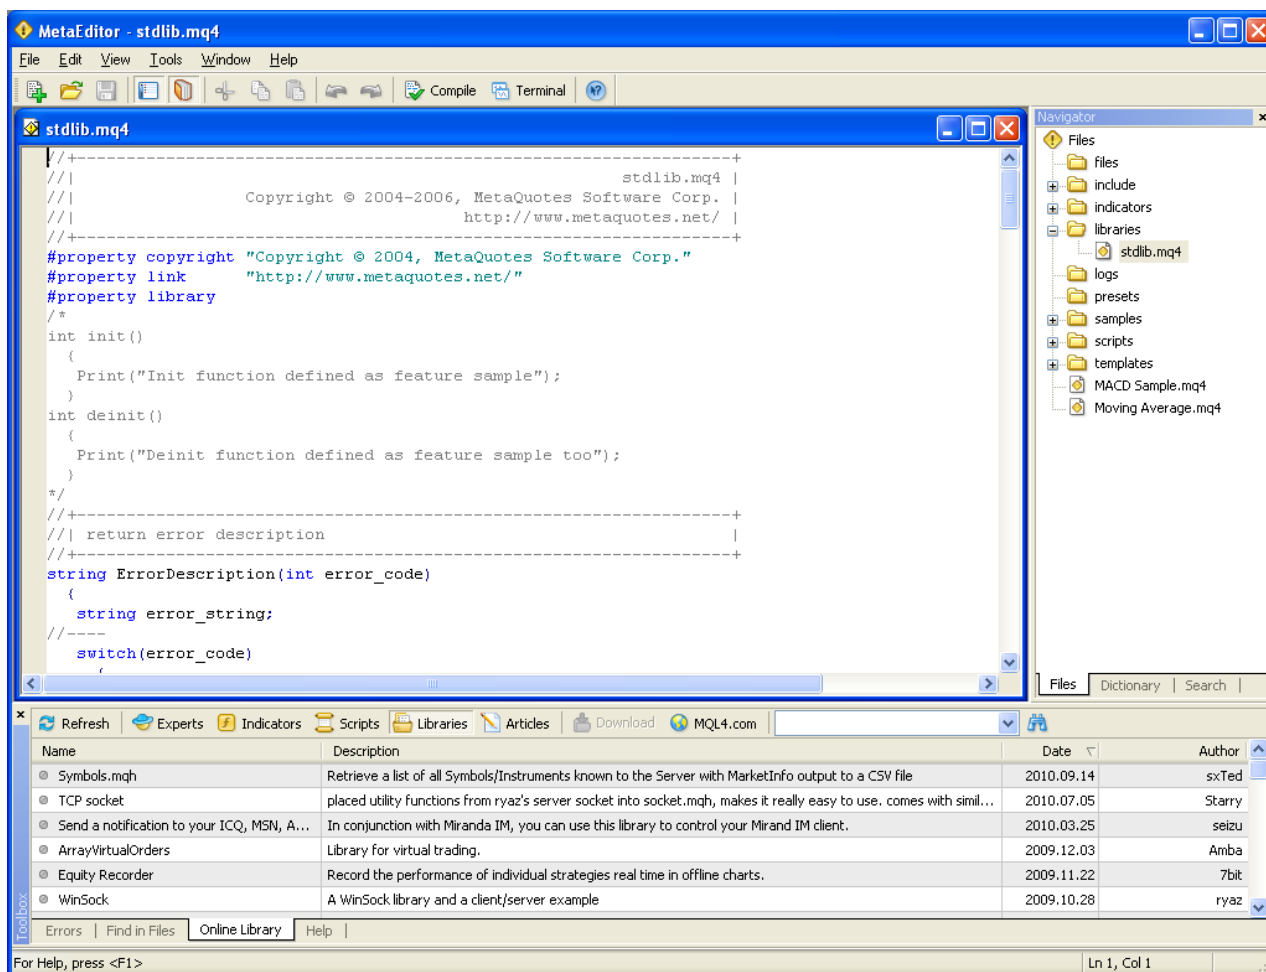 MetaEditor - stdlib.mq4
File Edit View Tools Window Help
Compile Terminal
stdlib.mq4
//+------------------------------------------------------------------+
//| stdlib.mq4 |
//| Copyright © 2004-2006, MetaQuotes Software Corp. |
//| http://www.metaquotes.net/ |
//+------------------------------------------------------------------+
#property copyright "Copyright © 2004, MetaQuotes Software Corp."
#property link "http://www.metaquotes.net/"
#property library
/*
int init()
{
Print("Init function defined as feature sample");
}
int deinit()
{
Print("Deinit function defined as feature sample too");
}
*/
//+------------------------------------------------------------------+
//| return error description |
//+------------------------------------------------------------------+
string ErrorDescription(int error_code)
{
string error_string;
//----
switch(error_code)
{
Navigator
Files
files
include
indicators
libraries
stdlib.mq4
logs
presets
samples
scripts
templates
MACD Sample.mq4
Moving Average.mq4
Files Dictionary | Search |
Refresh Experts Indicators Scripts Libraries Articles Download MQL4.com
Name Description Date Author
Symbols.mqh Retrieve a list of all Symbols/Instruments known to the Server with MarketInfo output to a CSV file 2010.09.14 sxTed
TCP socket placed utility functions from ryaz's server socket into socket.mqh, makes it really easy to use. comes with simil... 2010.07.05 Starry
Send a notification to your ICQ, MSN, A... In conjunction with Miranda IM, you can use this library to control your Mirand IM client. 2010.03.25 seizu
ArrayVirtualOrders Library for virtual trading. 2009.12.03 Amba
Equity Recorder Record the performance of individual strategies real time in offline charts. 2009.11.22 7bit
WinSock A WinSock library and a client/server example 2009.10.28 ryaz
Toolbox
Errors | Find in Files Online Library Help |
For Help, press <F1> Ln 1, Col 1